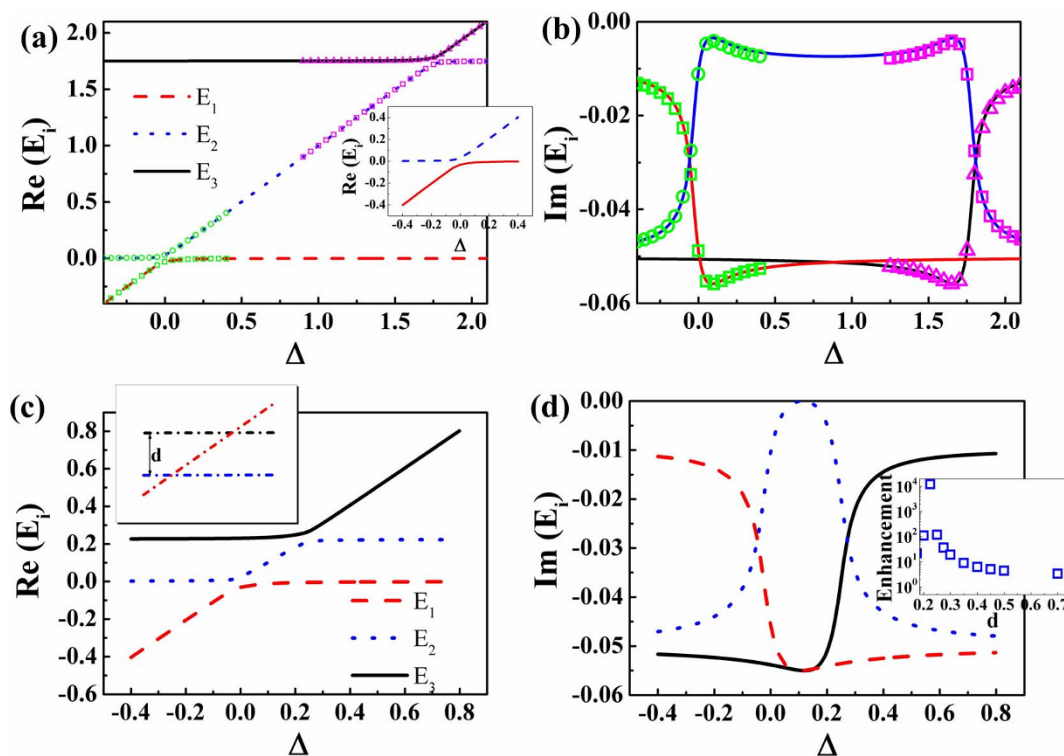 (a)
2.0
1.5
1.0
0.5
0.0
Re (E_i)
E_1
E_2
E_3
0.0 0.5 1.0 1.5 2.0
Δ
0.4
0.2
0.0
-0.2
-0.4
Re (E_i)
-0.4 -0.2 0.0 0.2 0.4
Δ
(b)
-0.00
-0.02
-0.04
-0.06
Im (E_i)
0.0 0.5 1.0 1.5 2.0
Δ
(c)
0.8
0.6
0.4
0.2
0.0
-0.2
-0.4
-0.6
Re (E_i)
d
E_1
E_2
E_3
-0.4 -0.2 0.0 0.2 0.4 0.6 0.8
Δ
(d)
0.00
-0.01
-0.02
-0.03
-0.04
-0.05
-0.06
Im (E_i)
-0.4 -0.2 0.0 0.2 0.4 0.6 0.8
Δ
10^4
10^3
10^2
10^1
10^0
Enhancement
0.2 0.3 0.4 0.5 0.6 0.7
d